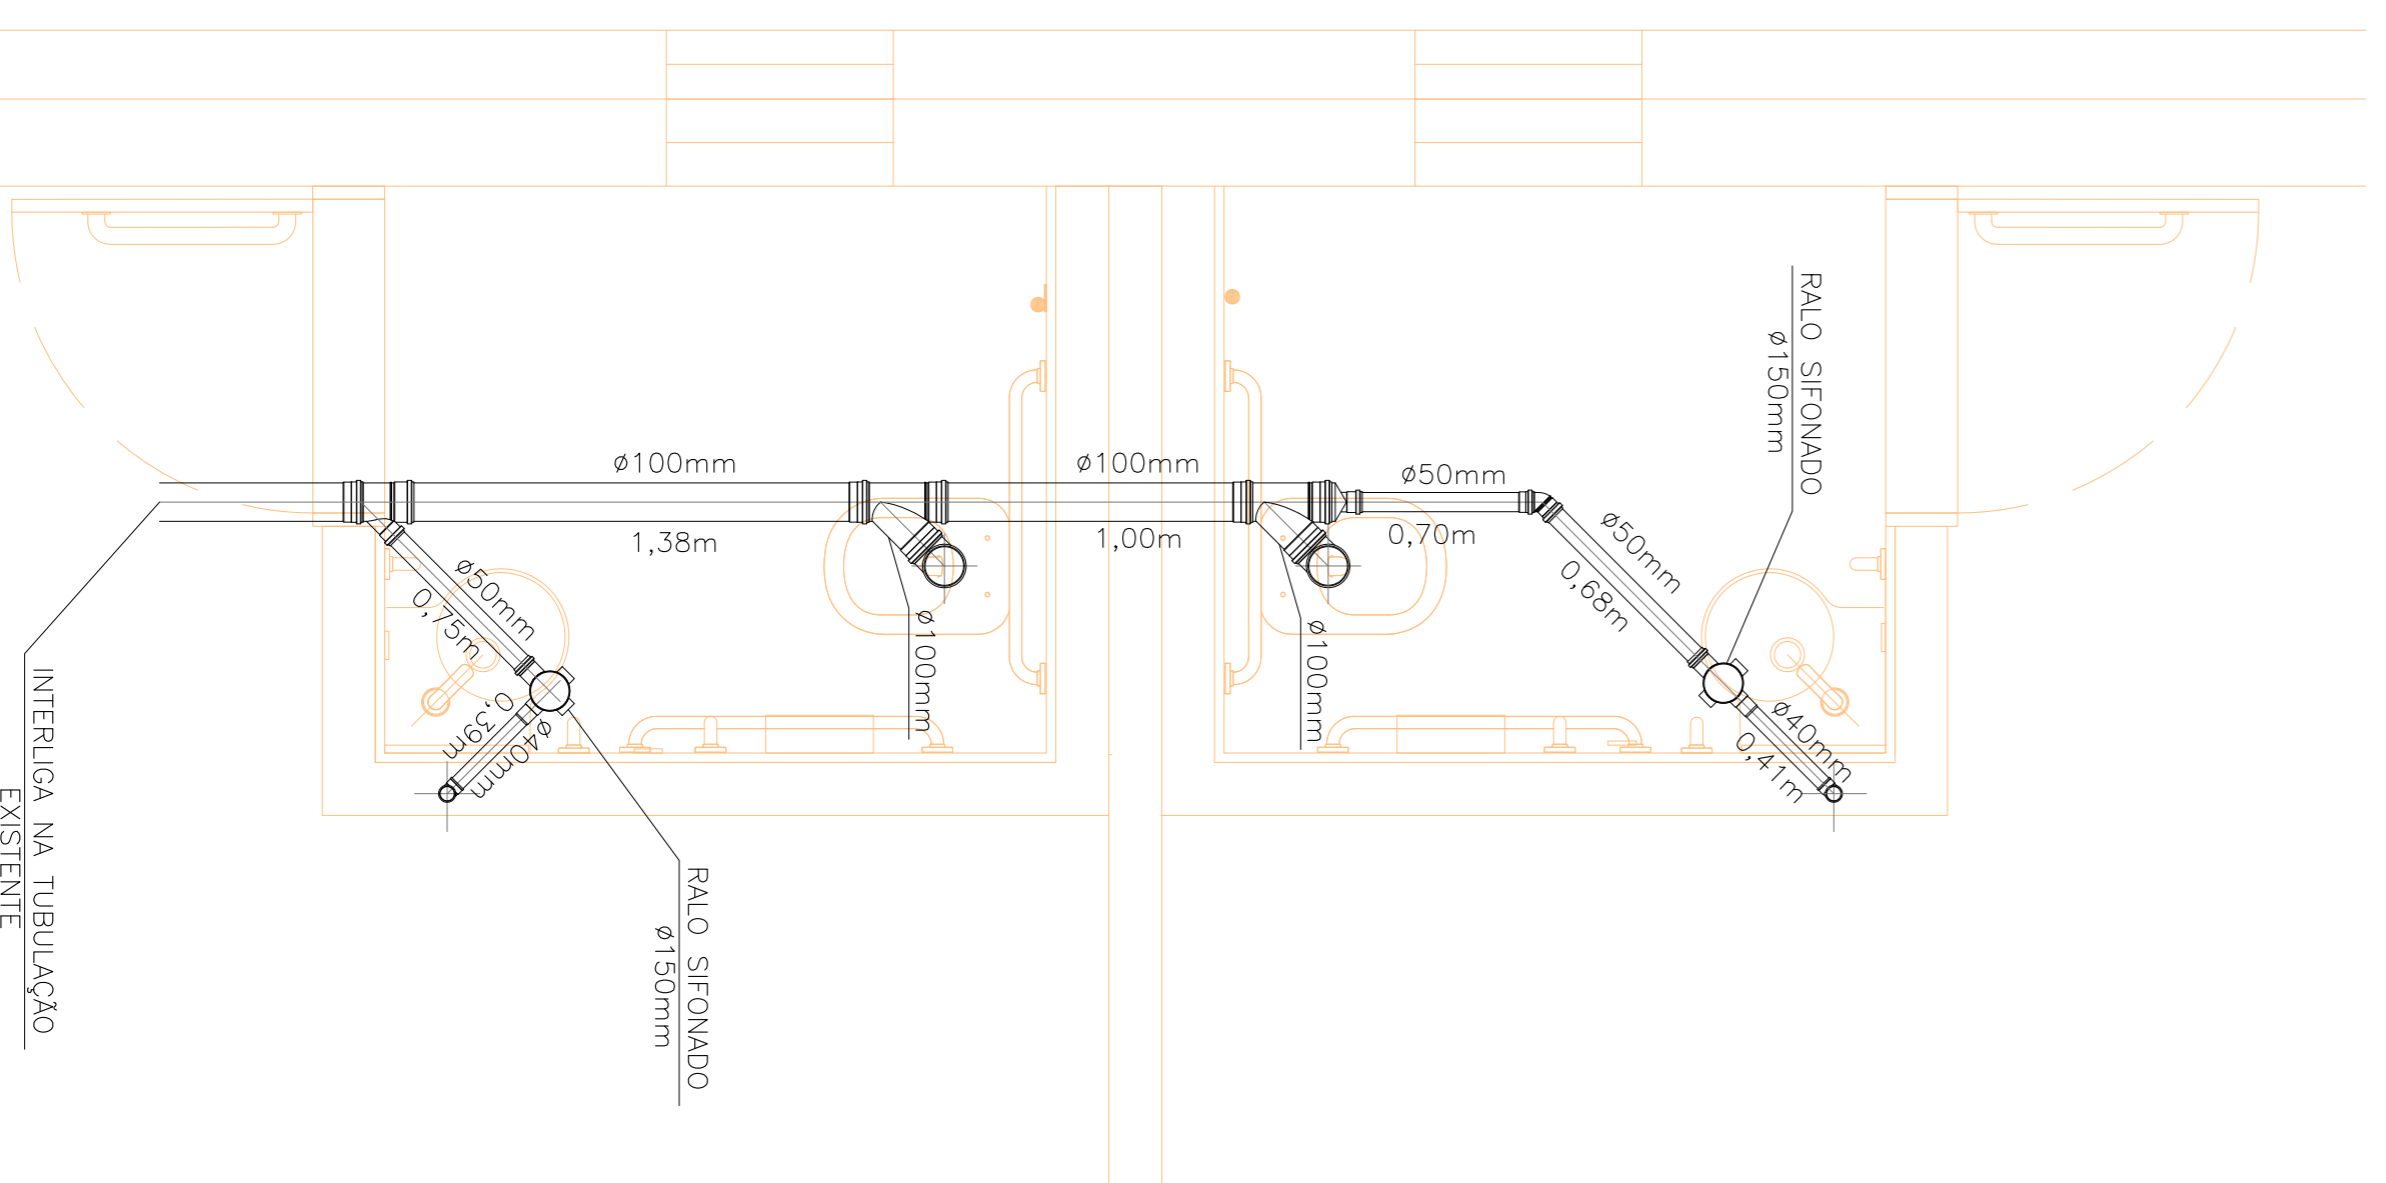 RALO SIFONADO
ø150mm
ø100mm
1,38m
ø100mm
1,00m
ø50mm
0,70m
ø50mm
0,68m
ø50mm
0,75m
ø100mm
ø100mm
0,39m
ø40mm
ø40mm
0,41m
INTERLIGA NA TUBULAÇÃO
EXISTENTE
RALO SIFONADO
ø150mm